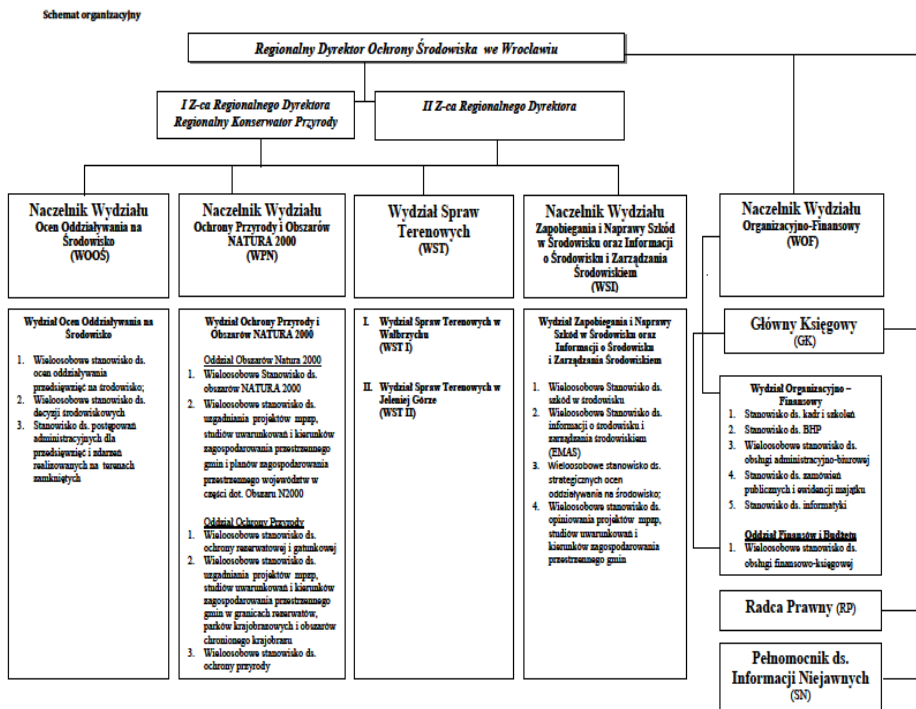 Schemat organizacyjny
Regionalny Dyrektor Ochrony Środowiska we Wrocławiu
I Z-ca Regionalnego Dyrektora
Regionalny Konserwator Przyrody
II Z-ca Regionalnego Dyrektora
Naczelnik Wydziału
Ocen Oddziaływania na
Środowisko
(WOOŚ)
Naczelnik Wydziału
Ochrony Przyrody i Obszarów
NATURA 2000
(WPN)
Wydział Spraw
Terenowych
(WST)
Naczelnik Wydziału
Zapobiegania i Naprawy Szkód
w Środowisku oraz Informacji
o Środowisku i Zarządzania
Środowiskiem
(WSI)
Naczelnik Wydziału
Organizacyjno-Finansowy
(WOF)
Wydział Ocen Oddziaływania na
Środowisko
1. Wieloosobowe stanowisko ds.
ocen oddziaływania
przedsięwzięć na środowisko;
2. Wieloosobowe stanowisko ds.
decyzji środowiskowych
3. Stanowisko ds. postępowań
administracyjnych dla
przedsięwzięć i zdarzeń
realizowanych na terenach
zamkniętych
Wydział Ochrony Przyrody i
Obszarów NATURA 2000
Oddział Obszarów Natura 2000
1. Wieloosobowe Stanowisko ds.
obszarów NATURA 2000
2. Wieloosobowe stanowisko ds.
uzgadniania projektów mpzp,
studiów uwarunkowań i kierunków
zagospodarowania przestrzennego
gmin i planów zagospodarowania
przestrzennego województw w
części dot. Obszaru N2000
Oddział Ochrony Przyrody
1. Wieloosobowe stanowisko ds.
ochrony rezerwatowej i gatunkowej
2. Wieloosobowe stanowisko ds.
uzgadniania projektów mpzp,
studiów uwarunkowań i kierunków
zagospodarowania przestrzennego
gmin w granicach rezerwatów,
parków krajobrazowych i obszarów
chronionego krajobrazu
3. Wieloosobowe stanowisko ds.
ochrony przyrody
I. Wydział Spraw Terenowych w
Wałbrzychu
(WST I)
II. Wydział Spraw Terenowych w
Jeleniej Górze
(WST II)
Wydział Zapobiegania i Naprawy
Szkód w Środowisku oraz
Informacji o Środowisku
i Zarządzania Środowiskiem
1. Wieloosobowe Stanowisko ds.
szkód w środowisku
2. Wieloosobowe Stanowisko ds.
informacji o środowisku i
zarządzania środowiskiem
(EMAS)
3. Wieloosobowe stanowisko ds.
strategicznych ocen
oddziaływania na środowisko;
4. Wieloosobowe stanowisko ds.
opiniowania projektów mpzp,
studiów uwarunkowań i
kierunków zagospodarowania
przestrzennego gmin
Główny Księgowy
(GK)
Wydział Organizacyjno –
Finansowy
1. Stanowisko ds. kadr i szkoleń
2. Stanowisko ds. BHP
3. Wieloosobowe stanowisko ds.
obsługi administracyjno-biurowej
4. Stanowisko ds. zamówień
publicznych i ewidencji majątku
5. Stanowisko ds. informatyki
Oddział Finansów i Budżetu
1. Wieloosobowe stanowisko ds.
obsługi finansowo-księgowej
Radca Prawny (RP)
Pełnomocnik ds.
Informacji Niejawnych
(SN)